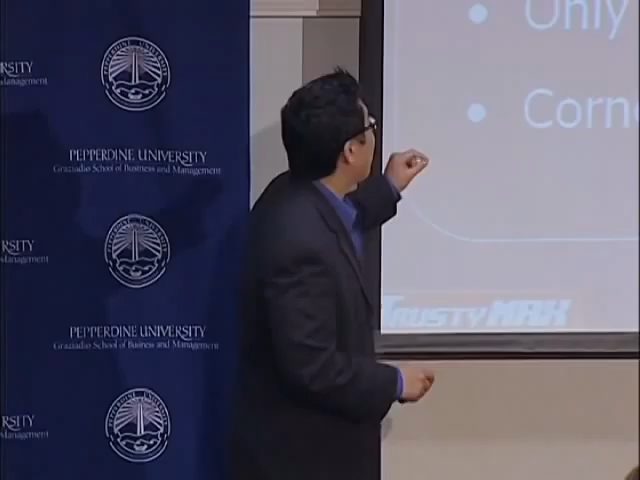 RSITY
Management
PEPPERDINE UNIVERSITY
Graziadio School of Business and Management
RSITY
Management
PEPPERDINE UNIVERSITY
Graziadio School of Business and Management
RSITY
Management
• Only
• Corn
TRUSTYMAX